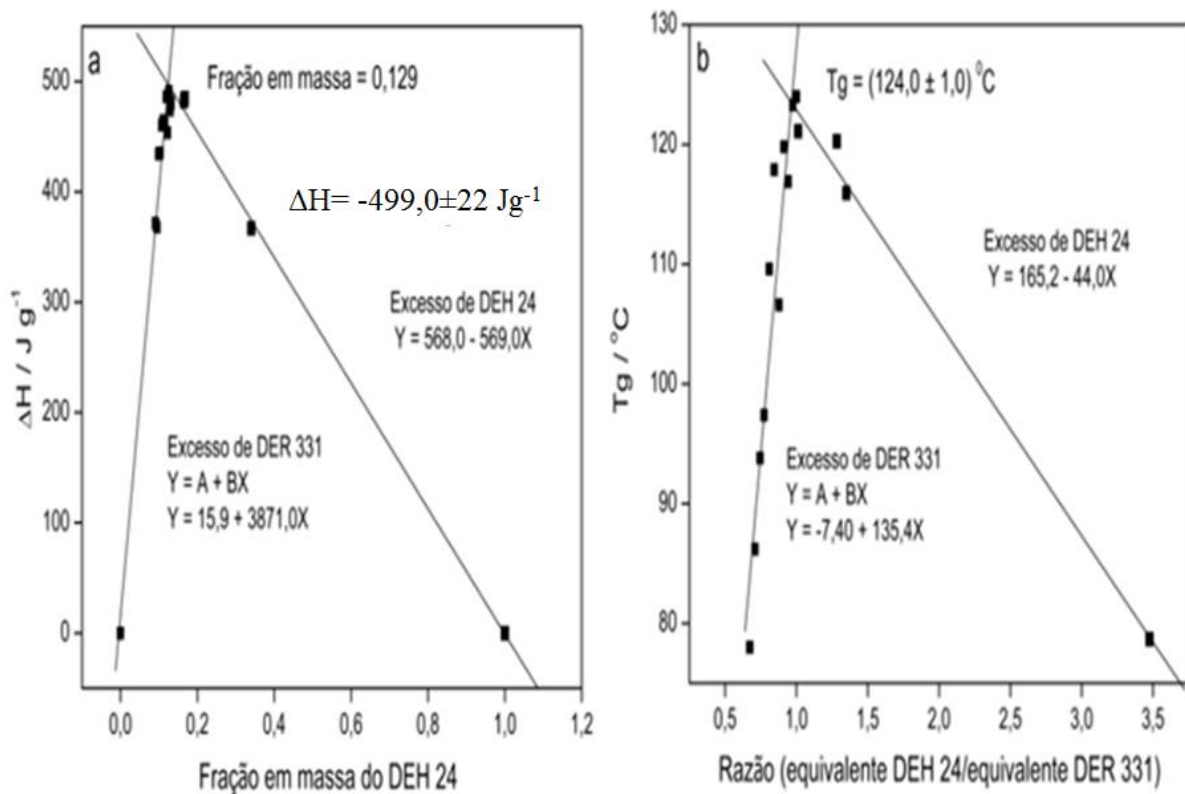 a
Fração em massa = 0,129
ΔH= -499,0±22 Jg⁻¹
Excesso de DEH 24
Y = 568,0 - 569,0X
Excesso de DER 331
Y = A + BX
Y = 15,9 + 3871,0X
ΔH / J g⁻¹
500
400
300
200
100
0
0,0 0,2 0,4 0,6 0,8 1,0 1,2
Fração em massa do DEH 24
b
Tg = (124,0 ± 1,0) ⁰C
Excesso de DEH 24
Y = 165,2 - 44,0X
Excesso de DER 331
Y = A + BX
Y = -7,40 + 135,4X
Tg / °C
130
120
110
100
90
80
0,5 1,0 1,5 2,0 2,5 3,0 3,5
Razão (equivalente DEH 24/equivalente DER 331)